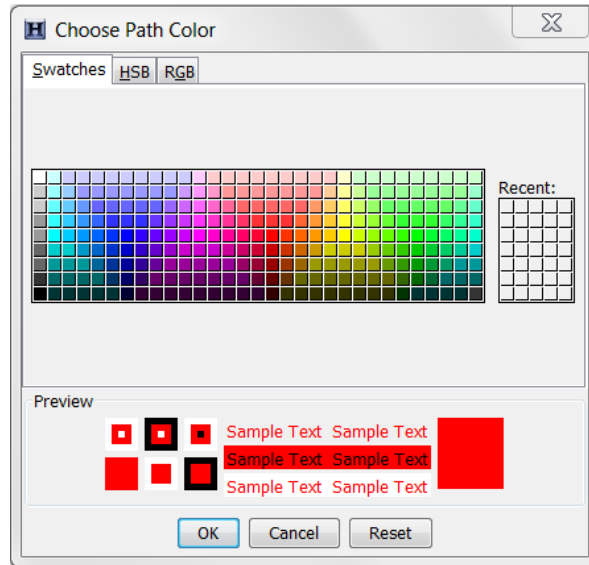 H Choose Path Color
Swatches HSB RGB
Recent:
Preview
Sample Text Sample Text
Sample Text Sample Text
Sample Text Sample Text
OK Cancel Reset